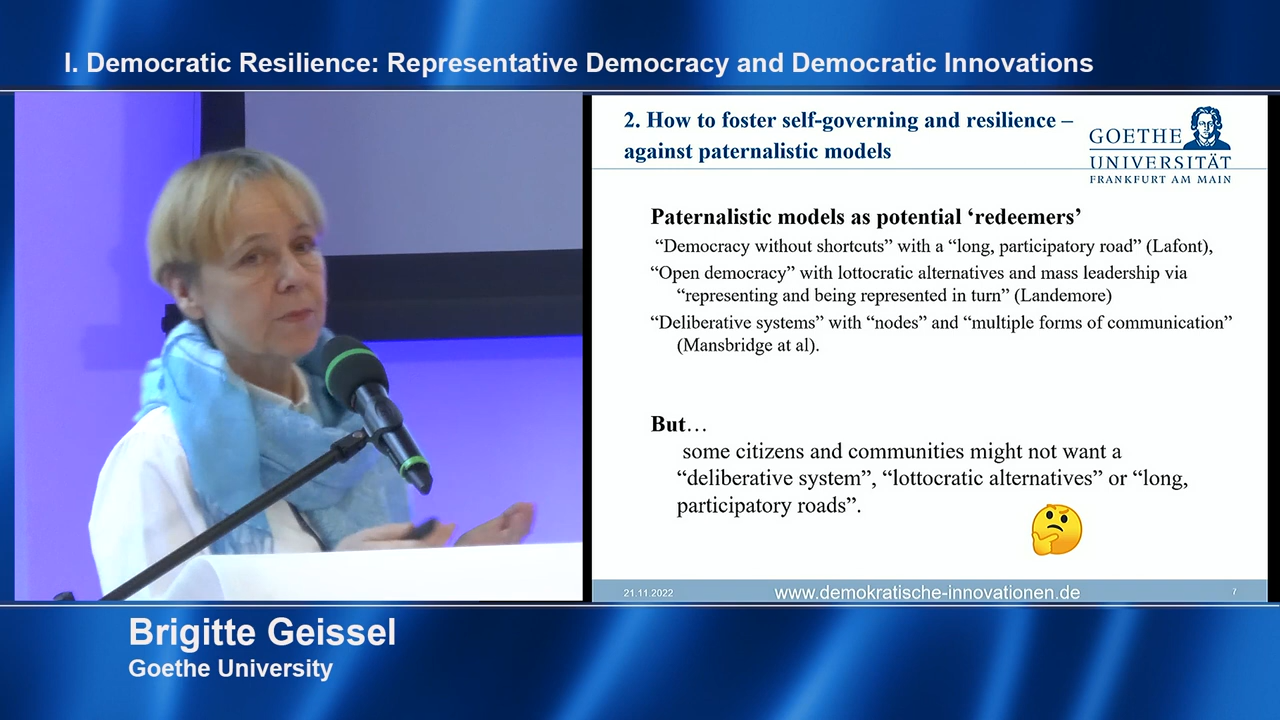 I. Democratic Resilience: Representative Democracy and Democratic Innovations
2. How to foster self-governing and resilience –
against paternalistic models
GOETHE
UNIVERSITÄT
FRANKFURT AM MAIN
Paternalistic models as potential ‘redeemers’
“Democracy without shortcuts” with a “long, participatory road” (Lafont),
“Open democracy” with lottocratic alternatives and mass leadership via
“representing and being represented in turn” (Landemore)
“Deliberative systems” with “nodes” and “multiple forms of communication”
(Mansbridge at al).
But…
some citizens and communities might not want a
“deliberative system”, “lottocratic alternatives” or “long,
participatory roads”.
21.11.2022
www.demokratische-innovationen.de
7
Brigitte Geissel
Goethe University